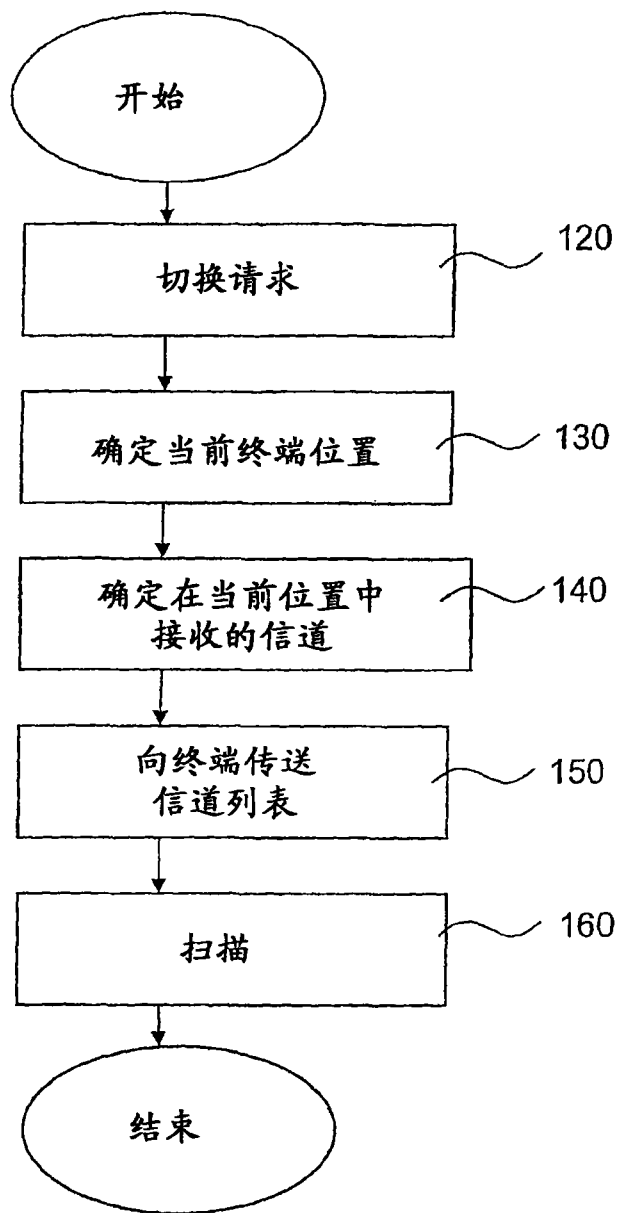 开始
切换请求
120
确定当前终端位置
130
确定在当前位置中
接收的信道
140
向终端传送
信道列表
150
扫描
160
结束